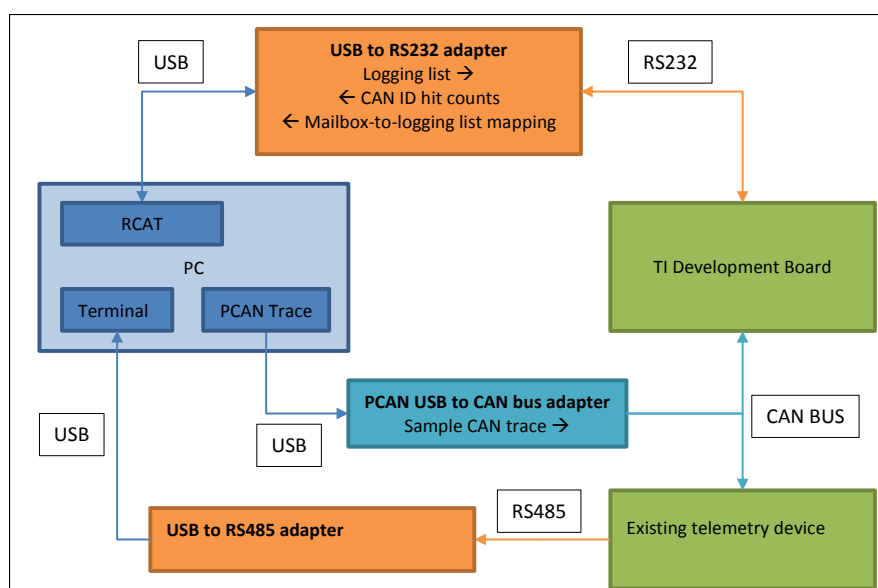 USB
USB to RS232 adapter
Logging list →
← CAN ID hit counts
← Mailbox-to-logging list mapping
RS232
RCAT
PC
Terminal
PCAN Trace
TI Development Board
PCAN USB to CAN bus adapter
Sample CAN trace →
CAN BUS
USB
USB
USB to RS485 adapter
RS485
Existing telemetry device